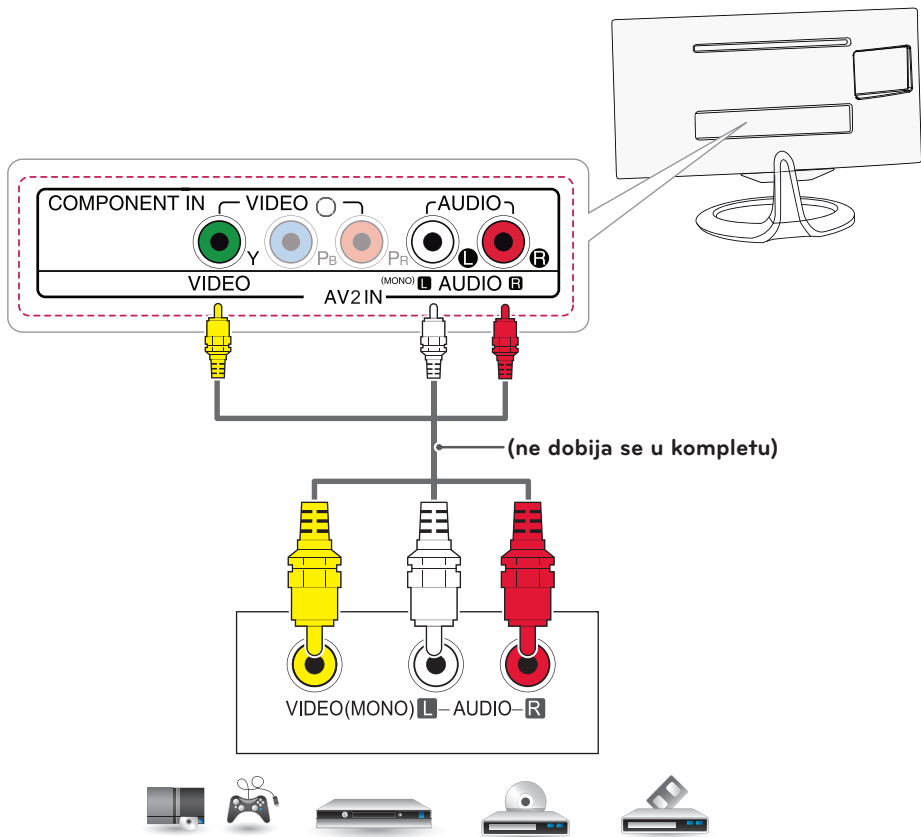 COMPONENT IN VIDEO AUDIO
Y PB PR L R
VIDEO (MONO) L AUDIO R
AV2 IN
(ne dobija se u kompletu)
VIDEO (MONO) L AUDIO R